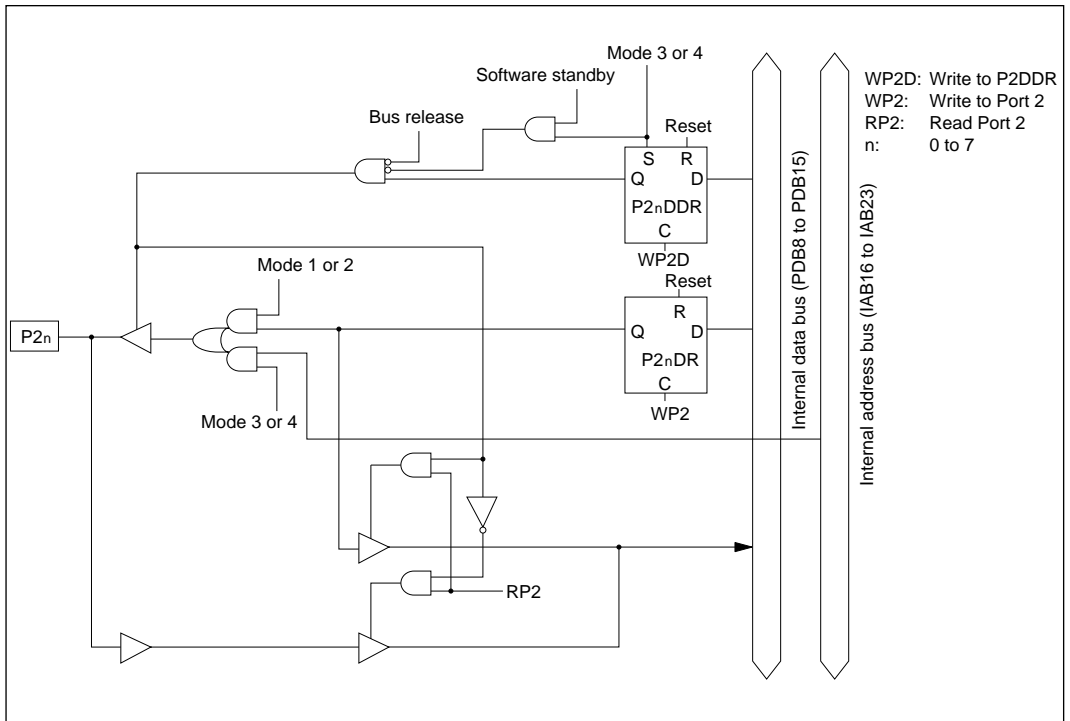 Mode 3 or 4
Software standby
Bus release
Reset
S R
Q D
P2nDDR
C
WP2D
Mode 1 or 2
Reset
R
Q D
P2nDR
C
WP2
P2n
Mode 3 or 4
RP2
Internal data bus (PDB8 to PDB15)
Internal address bus (IAB16 to IAB23)
WP2D: Write to P2DDR
WP2: Write to Port 2
RP2: Read Port 2
n: 0 to 7